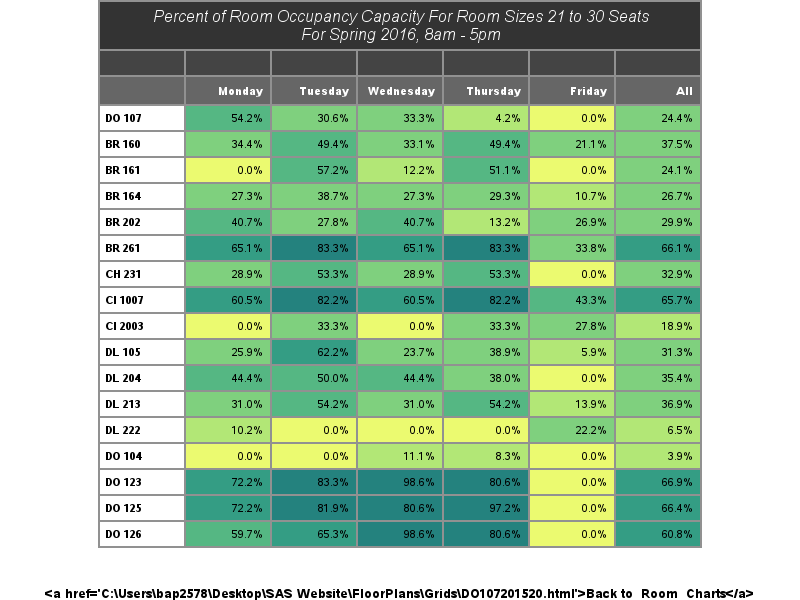 Percent of Room Occupancy Capacity For Room Sizes 21 to 30 Seats
For Spring 2016, 8am - 5pm
Monday Tuesday Wednesday Thursday Friday All
DO 107 54.2% 30.6% 33.3% 4.2% 0.0% 24.4%
BR 160 34.4% 49.4% 33.1% 49.4% 21.1% 37.5%
BR 161 0.0% 57.2% 12.2% 51.1% 0.0% 24.1%
BR 164 27.3% 38.7% 27.3% 29.3% 10.7% 26.7%
BR 202 40.7% 27.8% 40.7% 13.2% 26.9% 29.9%
BR 261 65.1% 83.3% 65.1% 83.3% 33.8% 66.1%
CH 231 28.9% 53.3% 28.9% 53.3% 0.0% 32.9%
CI 1007 60.5% 82.2% 60.5% 82.2% 43.3% 65.7%
CI 2003 0.0% 33.3% 0.0% 33.3% 27.8% 18.9%
DL 105 25.9% 62.2% 23.7% 38.9% 5.9% 31.3%
DL 204 44.4% 50.0% 44.4% 38.0% 0.0% 35.4%
DL 213 31.0% 54.2% 31.0% 54.2% 13.9% 36.9%
DL 222 10.2% 0.0% 0.0% 0.0% 22.2% 6.5%
DO 104 0.0% 0.0% 11.1% 8.3% 0.0% 3.9%
DO 123 72.2% 83.3% 98.6% 80.6% 0.0% 66.9%
DO 125 72.2% 81.9% 80.6% 97.2% 0.0% 66.4%
DO 126 59.7% 65.3% 98.6% 80.6% 0.0% 60.8%
<a href='C:\Users\bap2578\Desktop\SAS Website\FloorPlans\Grids\DO107201520.html'>Back to Room Charts</a>